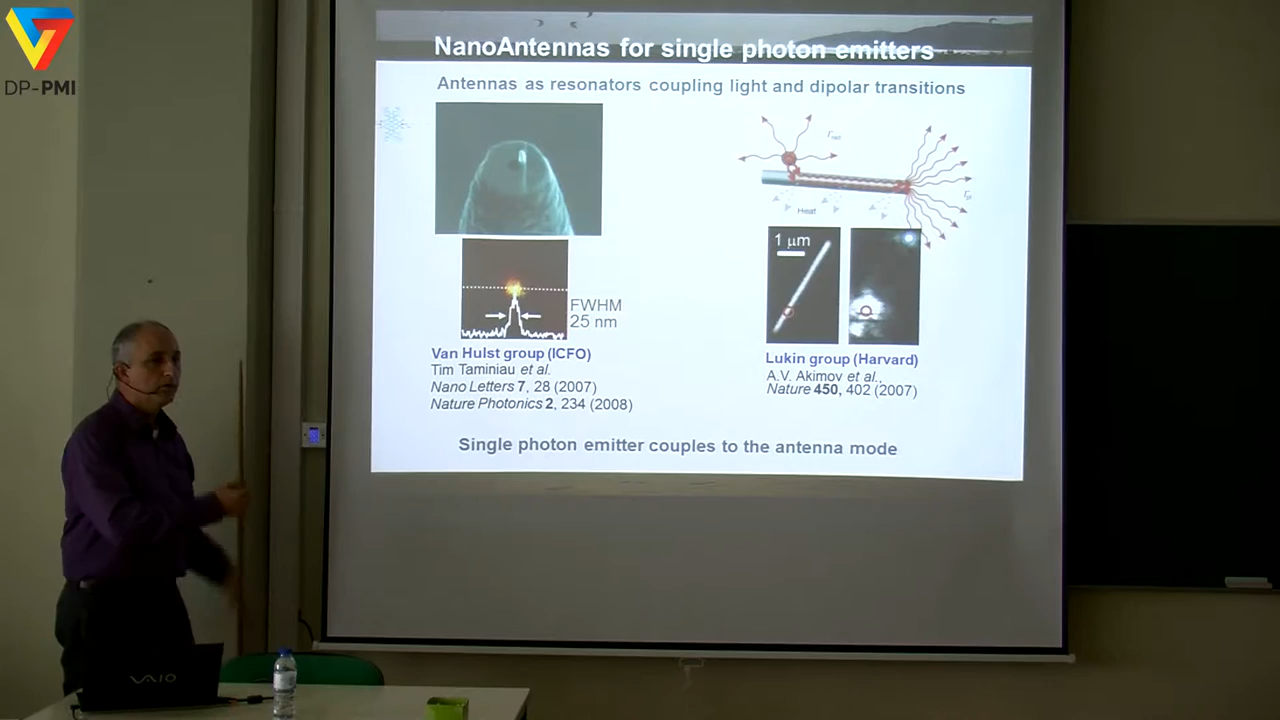 DP-PMI
NanoAntennas for single photon emitters
Antennas as resonators coupling light and dipolar transitions
Heat
1 μm
FWHM
25 nm
Van Hulst group (ICFO)
Tim Taminiau et al.
Nano Letters 7, 28 (2007)
Nature Photonics 2, 234 (2008)
Lukin group (Harvard)
A.V. Akimov et al.,
Nature 450, 402 (2007)
Single photon emitter couples to the antenna mode
VAIO